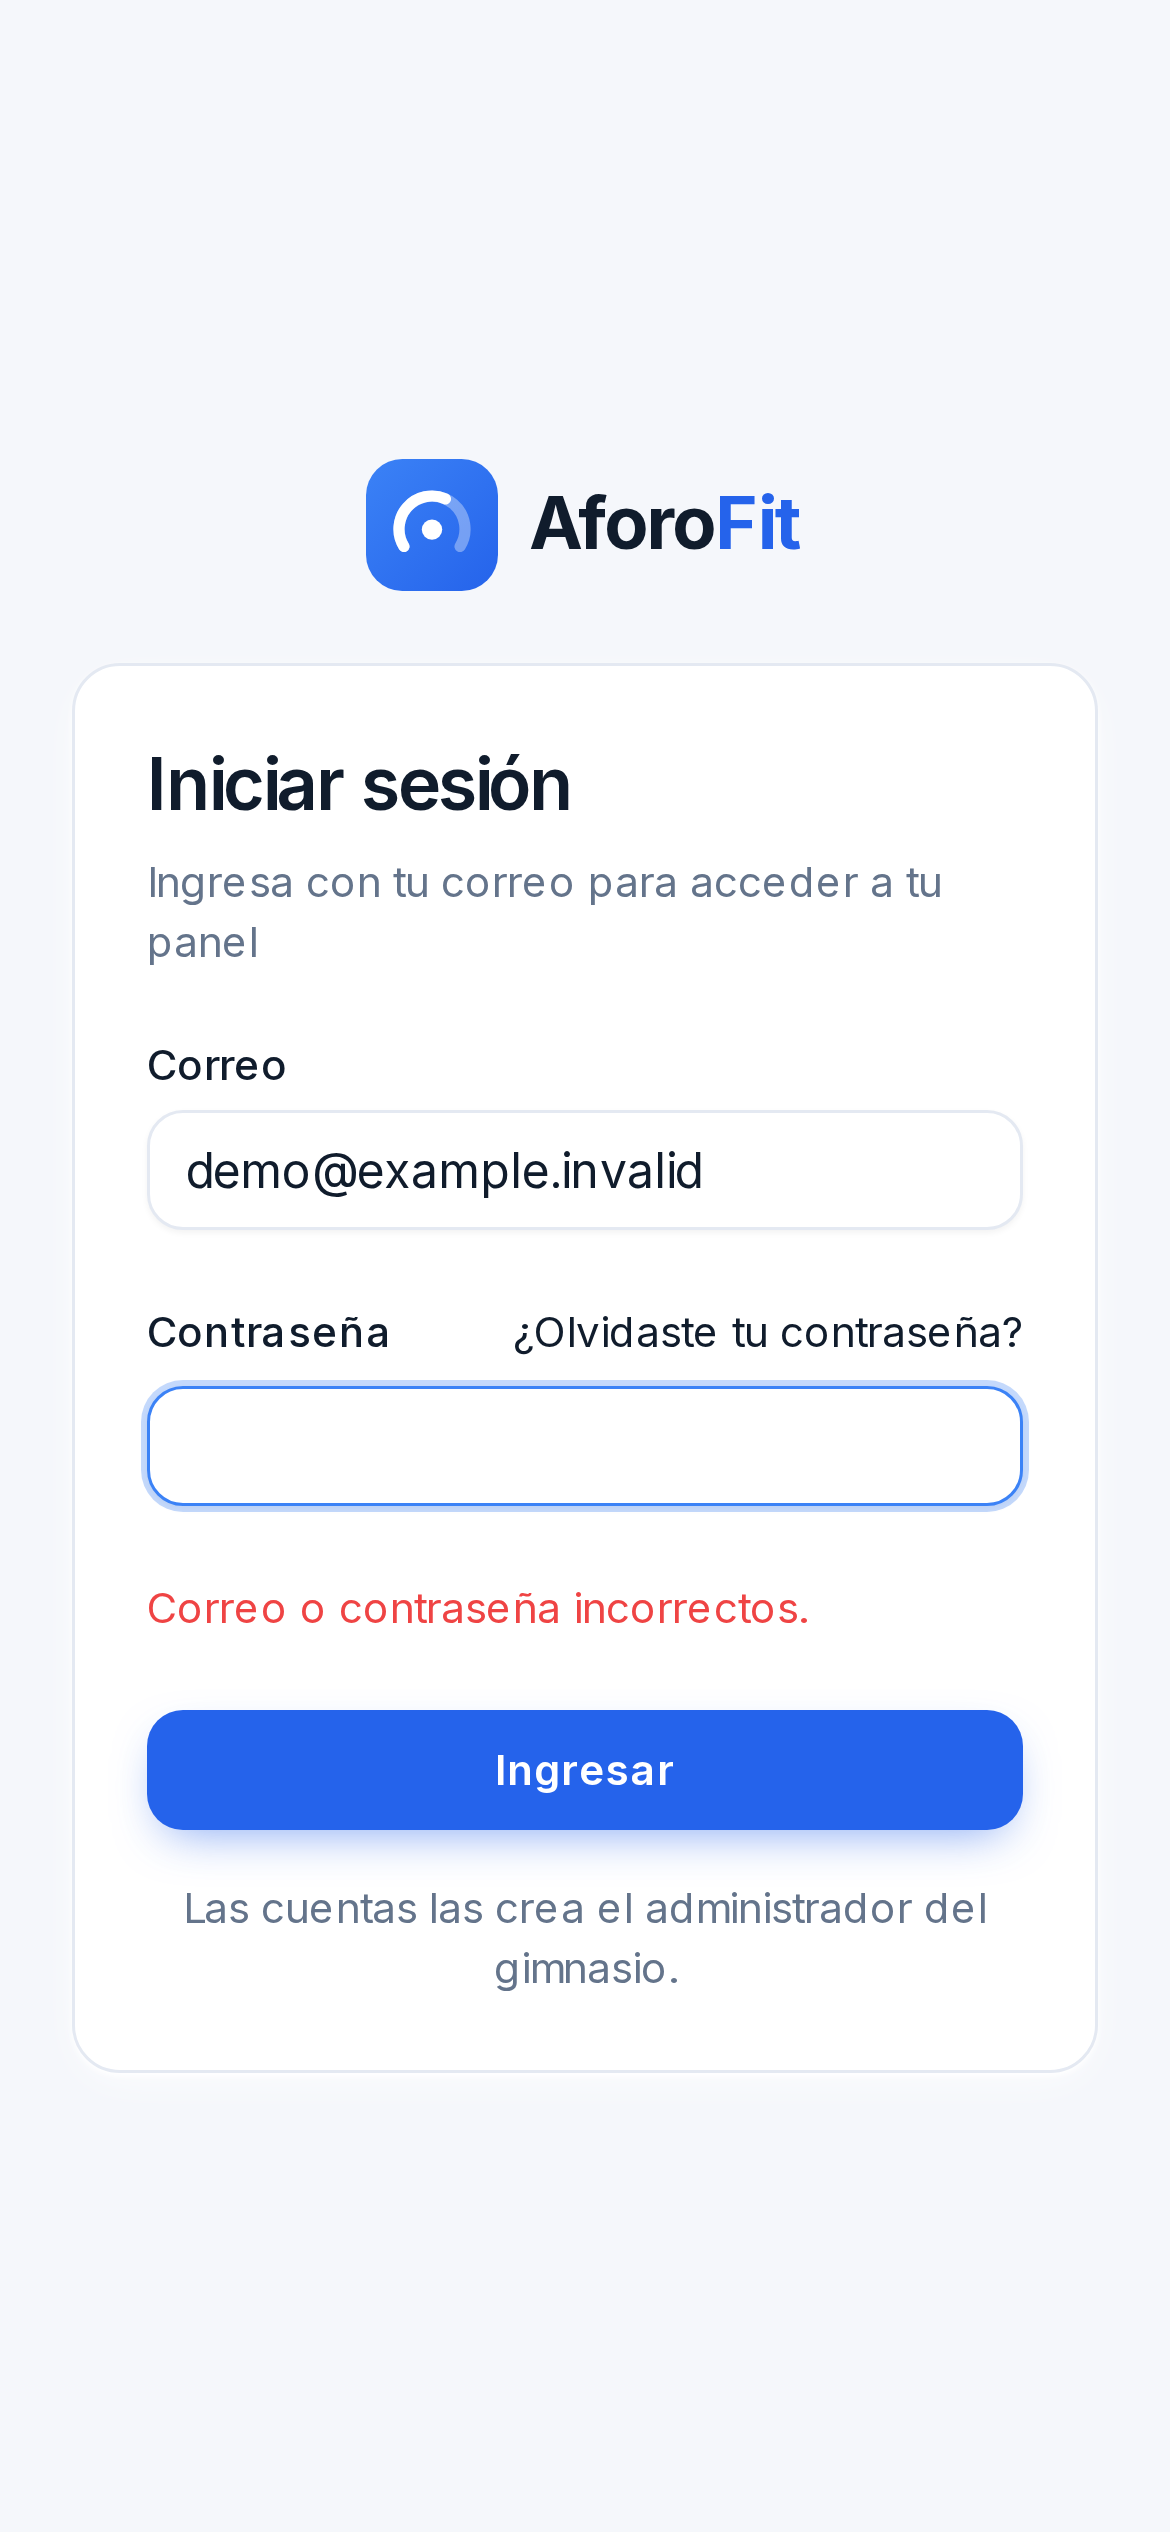 AforoFit
Iniciar sesión
Ingresa con tu correo para acceder a tu
panel
Correo
demo@example.invalid
Contraseña ¿Olvidaste tu contraseña?
Correo o contraseña incorrectos.
Ingresar
Las cuentas las crea el administrador del
gimnasio.